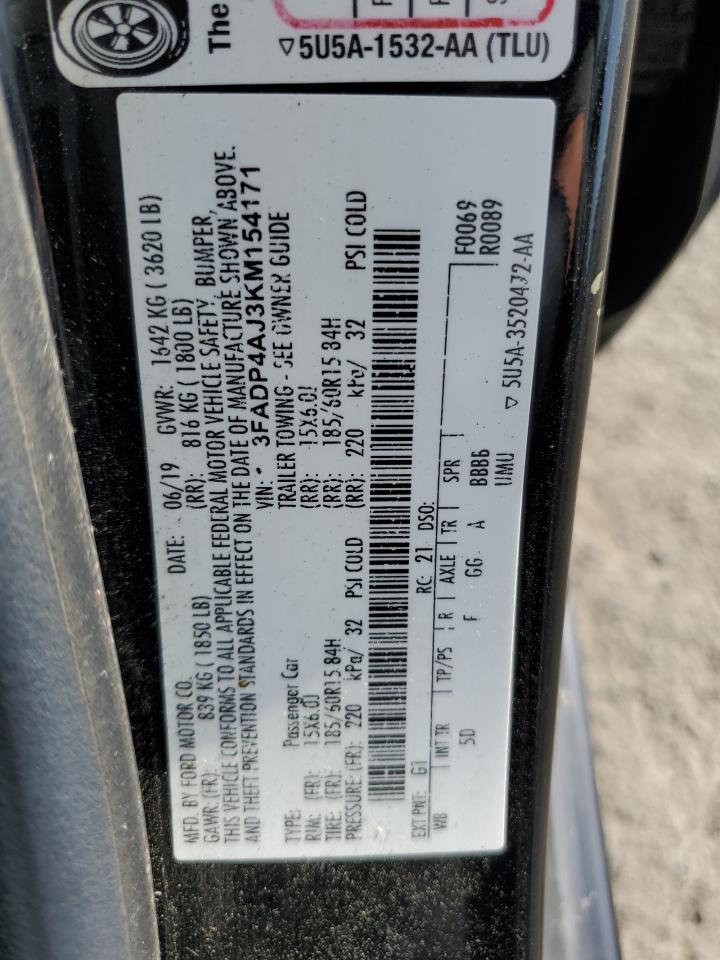 The
5U5A-1532-AA (TLU)
MFD. BY FORD MOTOR CO. DATE: 06/19 GVWR: 1642 KG ( 3620 LB)
GAWR: (FR): 839 KG ( 1850 LB) (RR): 816 KG ( 1800 LB)
THIS VEHICLE CONFORMS TO ALL APPLICABLE FEDERAL MOTOR VEHICLE SAFETY, BUMPER,
AND THEFT PREVENTION STANDARDS IN EFFECT ON THE DATE OF MANUFACTURE SHOWN ABOVE.
VIN: 3FADP4AJ3KM154171
TYPE: Passenger Car TRAILER TOWING - SEE OWNER GUIDE
RIM: (FR): 15X6.0J (RR): 15X6.0J
TIRE: (FR): 185/60R15 84H (RR): 185/60R15 84H
PRESSURE: (FR): 220 kPa/ 32 PSI COLD (RR): 220 kPa/ 32 PSI COLD
EXT PNT: G1 RC: 21 DSO: F0069
WB INT TR TP/PS R AXLE TR SPR R0089
5D F GG A BBBB
UMU
5U5A-3520472-AA